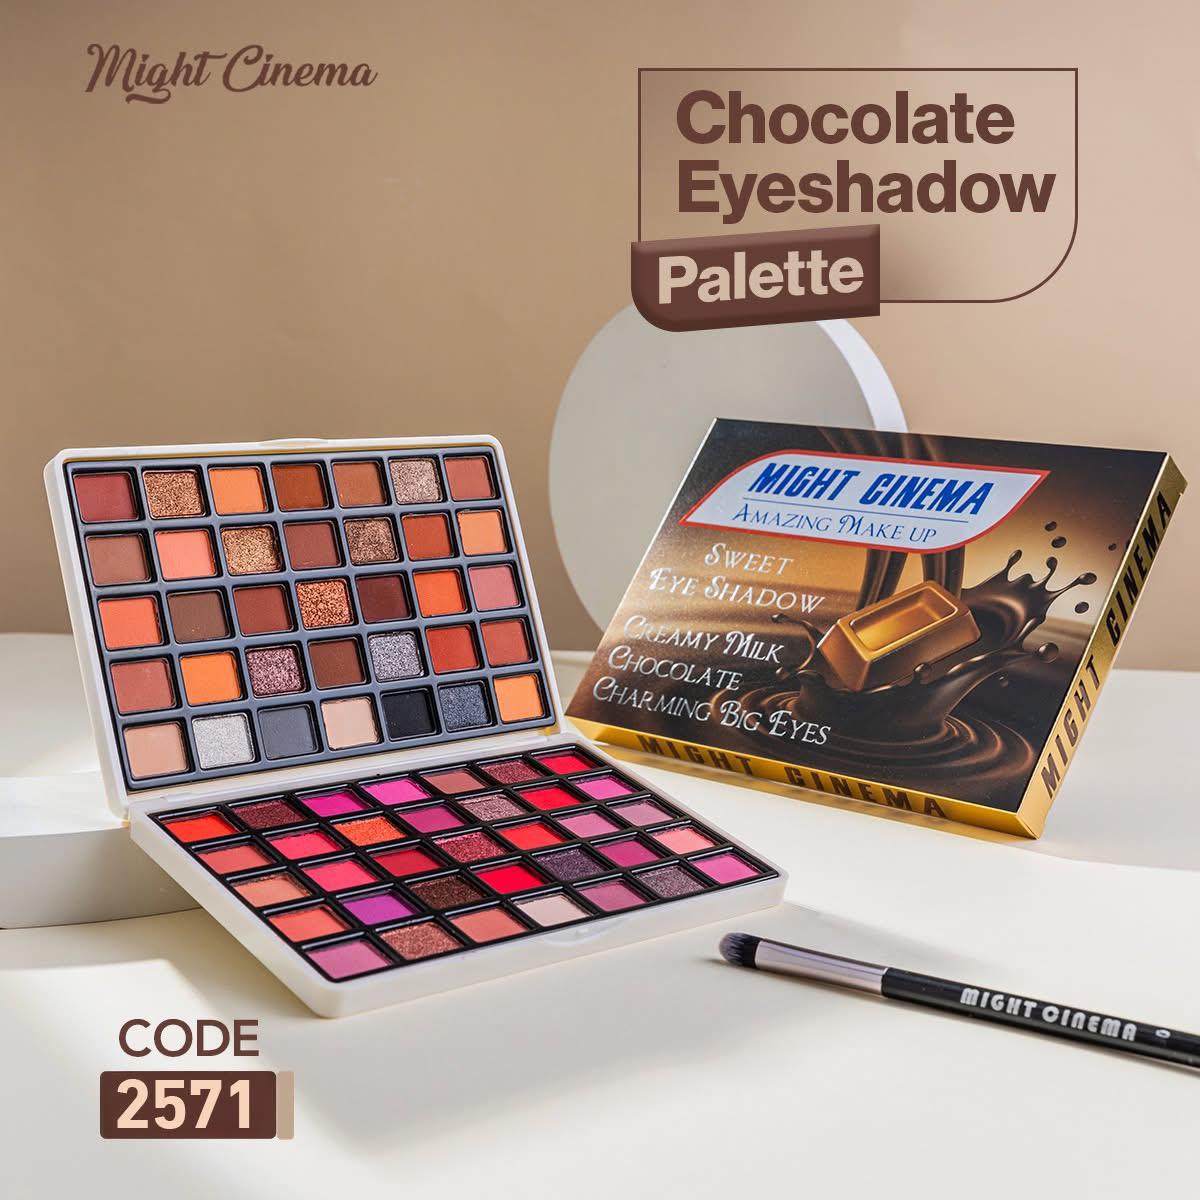 Might Cinema
Chocolate
Eyeshadow
Palette
MIGHT CINEMA
AMAZING MAKE UP
SWEET
EYE SHADOW
CREAMY MILK
CHOCOLATE
CHARMING BIG EYES
MIGHT CINEMA
MIGHT CINEMA
MIGHT CINEMA
CODE
2571